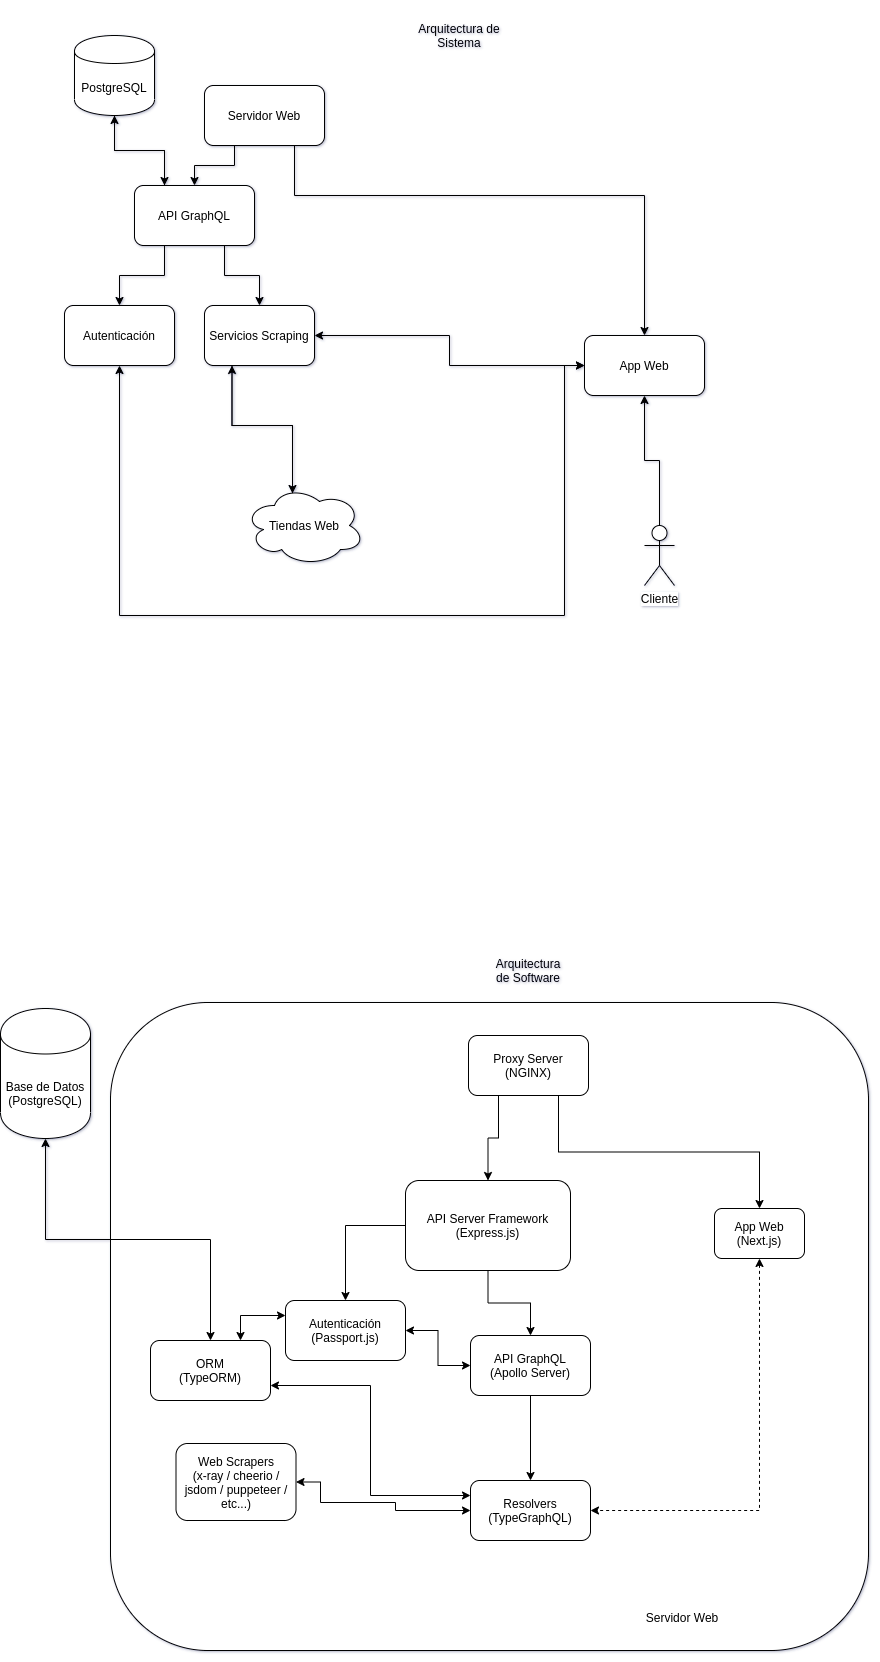 Arquitectura de
Sistema
PostgreSQL
Servidor Web
API GraphQL
Autenticación
Servicios Scraping
App Web
Tiendas Web
Cliente
Arquitectura
de Software
Proxy Server
(NGINX)
Base de Datos
(PostgreSQL)
API Server Framework
(Express.js)
App Web
(Next.js)
Autenticación
(Passport.js)
ORM
(TypeORM)
API GraphQL
(Apollo Server)
Web Scrapers
(x-ray / cheerio /
jsdom / puppeteer /
etc...)
Resolvers
(TypeGraphQL)
Servidor Web